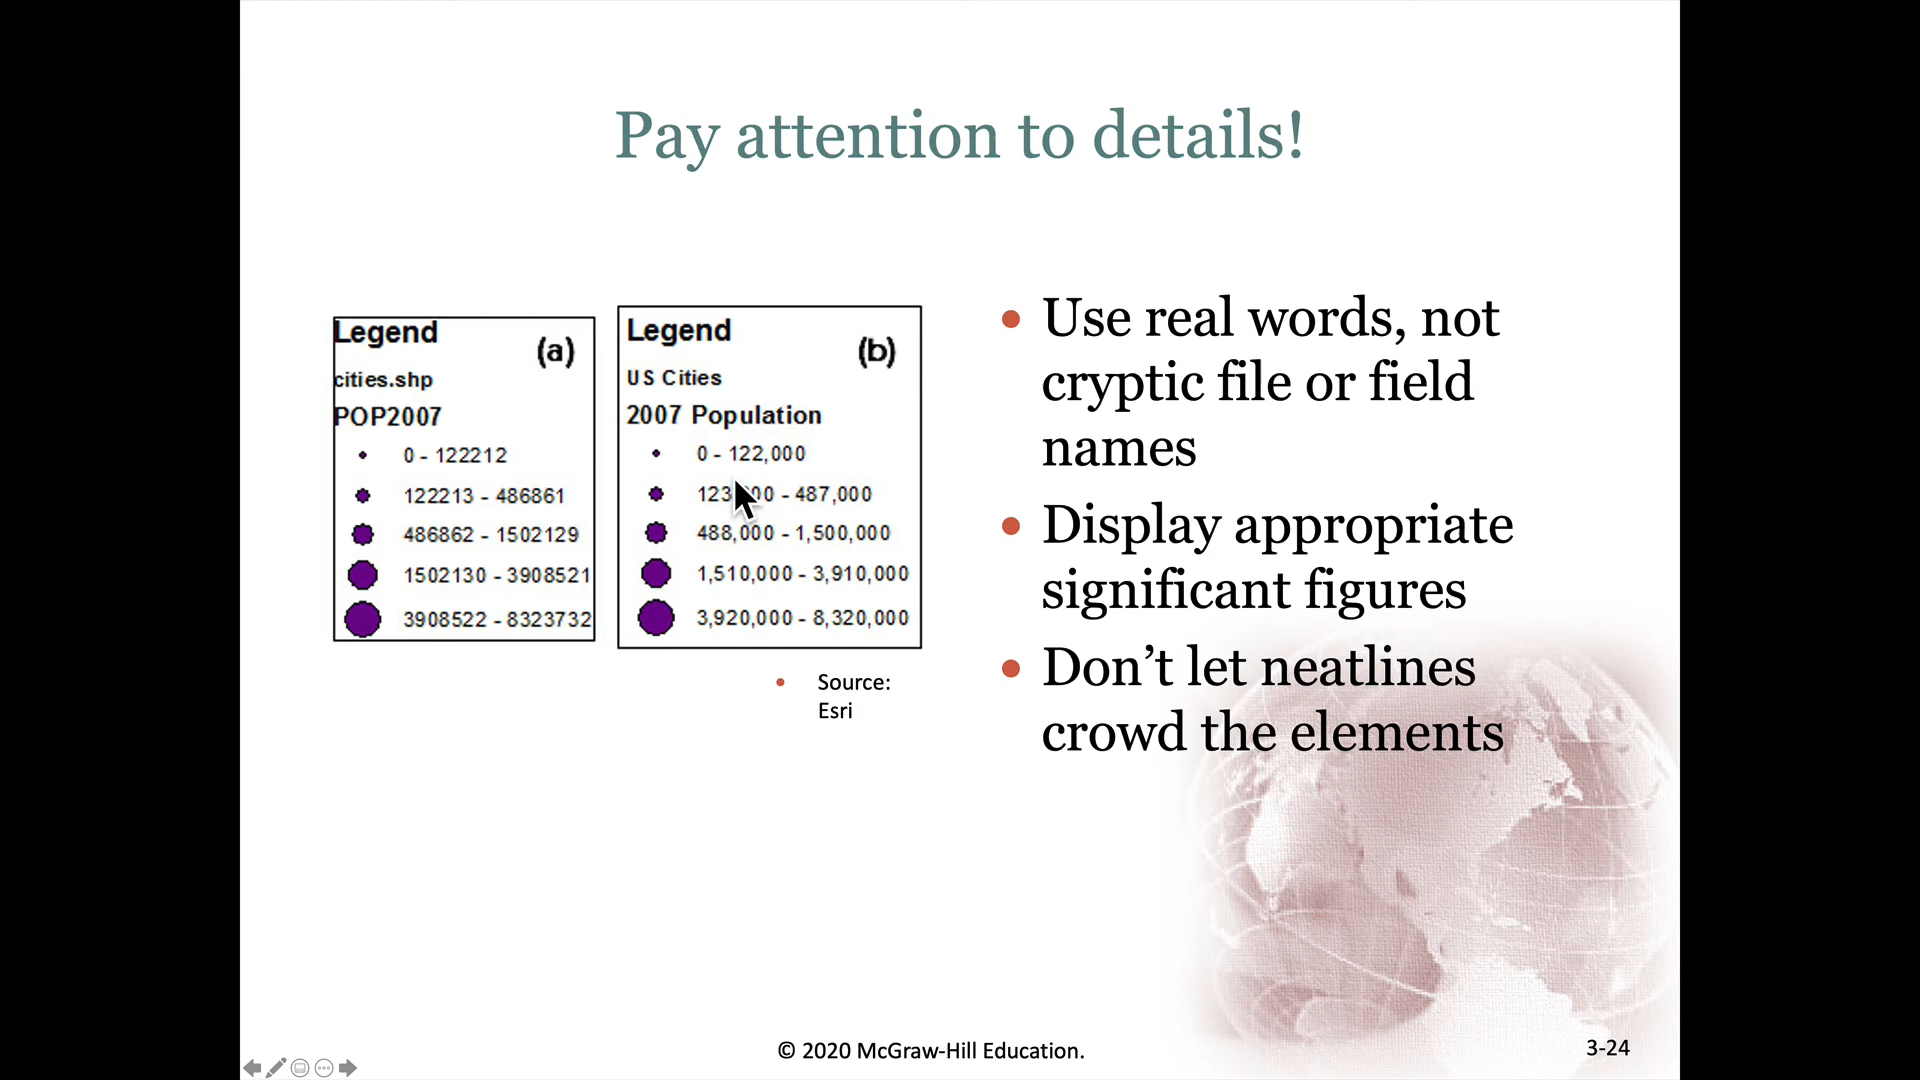 Pay attention to details!
Legend
(a)
cities.shp
POP2007
0 - 122212
122213 - 486861
486862 - 1502129
1502130 - 3908521
3908522 - 8323732
Legend
(b)
US Cities
2007 Population
0 - 122,000
- 487,000
488,000 - 1,500,000
1,510,000 - 3,910,000
3,920,000 - 8,320,000
• Source:
Esri
• Use real words, not
cryptic file or field
names
• Display appropriate
significant figures
• Don’t let neatlines
crowd the elements
© 2020 McGraw-Hill Education.
3-24